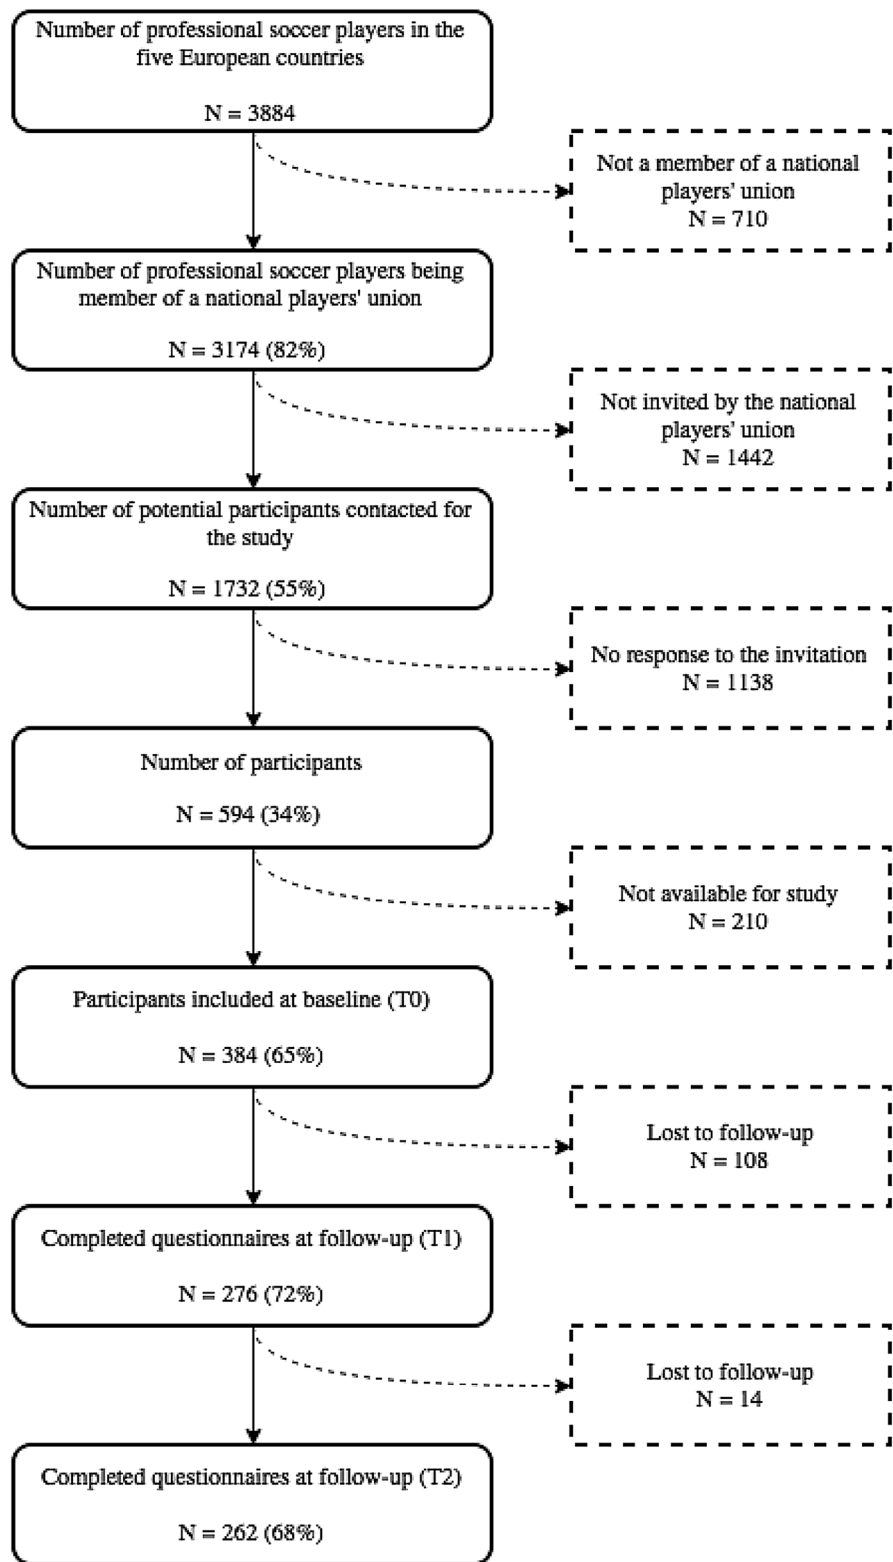 Number of professional soccer players in the
five European countries
N = 3884
Not a member of a national
players' union
N = 710
Number of professional soccer players being
member of a national players' union
N = 3174 (82%)
Not invited by the national
players' union
N = 1442
Number of potential participants contacted for
the study
N = 1732 (55%)
No response to the invitation
N = 1138
Number of participants
N = 594 (34%)
Not available for study
N = 210
Participants included at baseline (T0)
N = 384 (65%)
Lost to follow-up
N = 108
Completed questionnaires at follow-up (T1)
N = 276 (72%)
Lost to follow-up
N = 14
Completed questionnaires at follow-up (T2)
N = 262 (68%)